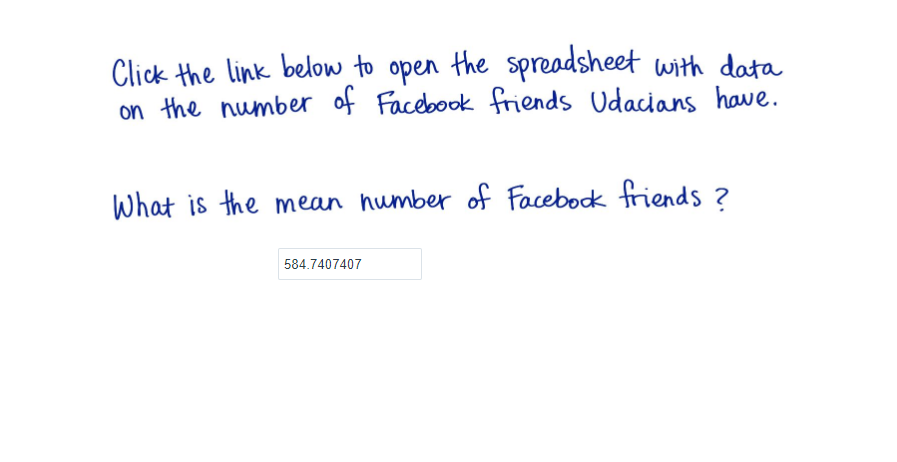 Click the link below to open the spreadsheet with data
on the number of Facebook friends Udacians have.
What is the mean number of Facebook friends ?
584.7407407